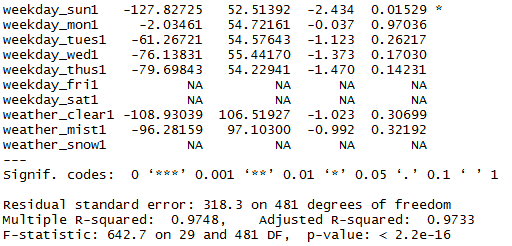 weekday_sun1 -127.82725 52.51392 -2.434 0.01529 *
weekday_mon1 -2.03461 54.72161 -0.037 0.97036
weekday_tues1 -61.26721 54.57643 -1.123 0.26217
weekday_wed1 -76.13831 55.44170 -1.373 0.17030
weekday_thus1 -79.69843 54.22941 -1.470 0.14231
weekday_fri1 NA NA NA NA
weekday_sat1 NA NA NA NA
weather_clear1 -108.93039 106.51927 -1.023 0.30699
weather_mist1 -96.28159 97.10300 -0.992 0.32192
weather_snow1 NA NA NA NA
---
Signif. codes: 0 ‘***’ 0.001 ‘**’ 0.01 ‘*’ 0.05 ‘.’ 0.1 ‘ ’ 1
Residual standard error: 318.3 on 481 degrees of freedom
Multiple R-squared: 0.9748, Adjusted R-squared: 0.9733
F-statistic: 642.7 on 29 and 481 DF, p-value: < 2.2e-16